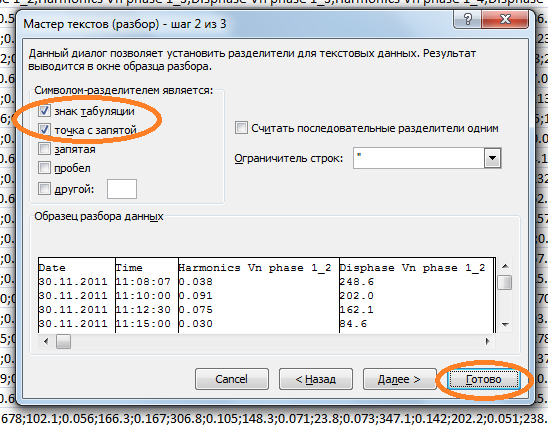 1_2;Harmonics Vn phase 1_3;Disphase Vn phase 1_3;Harmonics Vn phase 1_4;Disphase
Мастер текстов (разбор) - шаг 2 из 3
Данный диалог позволяет установить разделители для текстовых данных. Результат
выводится в окне образца разбора.
Символом-разделителем является:
знак табуляции
точка с запятой
запятая
пробел
другой:
Считать последовательные разделители одним
Ограничитель строк: "
Образец разбора данных
Date Time Harmonics Vn phase 1_2 Disphase Vn phase 1_2
30.11.2011 11:08:07 0.038 248.6
30.11.2011 11:10:00 0.091 202.0
30.11.2011 11:12:30 0.075 162.1
30.11.2011 11:15:00 0.030 84.6
Cancel < Назад Далее > Готово
678;102.1;0.056;166.3;0.167;306.8;0.105;148.3;0.071;23.8;0.073;347.1;0.142;202.2;0.051;238.